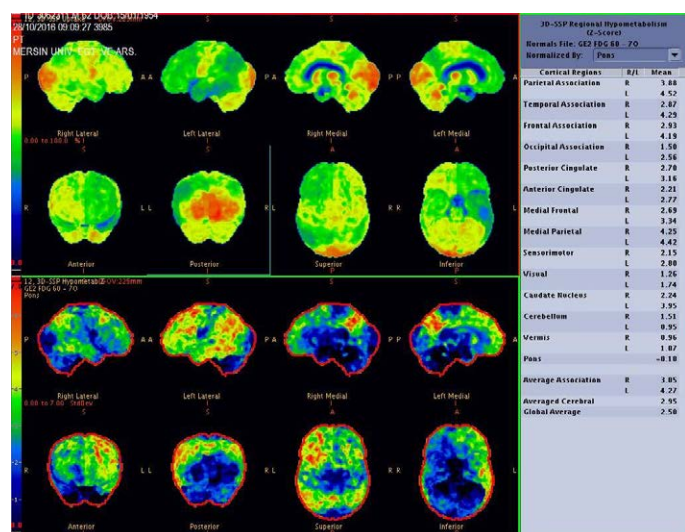 28/10/2016 09:09:27 3985
PT
MERSIN UNIV.
P A A P P A A P
Right Lateral Left Lateral Right Medial Left Medial
0.00 to 100.0 %
S S A A
R L L R R L L R
Anterior Posterior Superior Inferior
I I P P
12, 3D-SSP Hypometab
GE2 FDG 60 - 70
Pons
P A A P P A A P
Right Lateral Left Lateral Right Medial Left Medial
0.00 to 7.00 StdDev
S S A A
R L L R R L L R
Anterior Posterior Superior Inferior
3D-SSP Regional Hypometabolism
(Z-Score)
Normals File: GE2 FDG 60 - 70
Normalized By: Pons
Cortical Regions R/L Mean
Parietal Association R 3.88
L 4.52
Temporal Association R 2.87
L 4.29
Frontal Association R 2.93
L 4.19
Occipital Association R 1.50
L 2.56
Posterior Cingulate R 2.70
L 3.16
Anterior Cingulate R 2.21
L 2.77
Medial Frontal R 2.69
L 3.34
Medial Parietal R 4.25
L 4.42
Sensorimotor R 2.15
L 2.80
Visual R 1.26
L 1.74
Caudate Nucleus R 2.24
L 3.95
Cerebellum R 1.51
L 0.95
Vermis R 0.96
L 1.07
Pons -0.18
Average Association R 3.05
L 4.27
Averaged Cerebral 2.95
Global Average 2.50